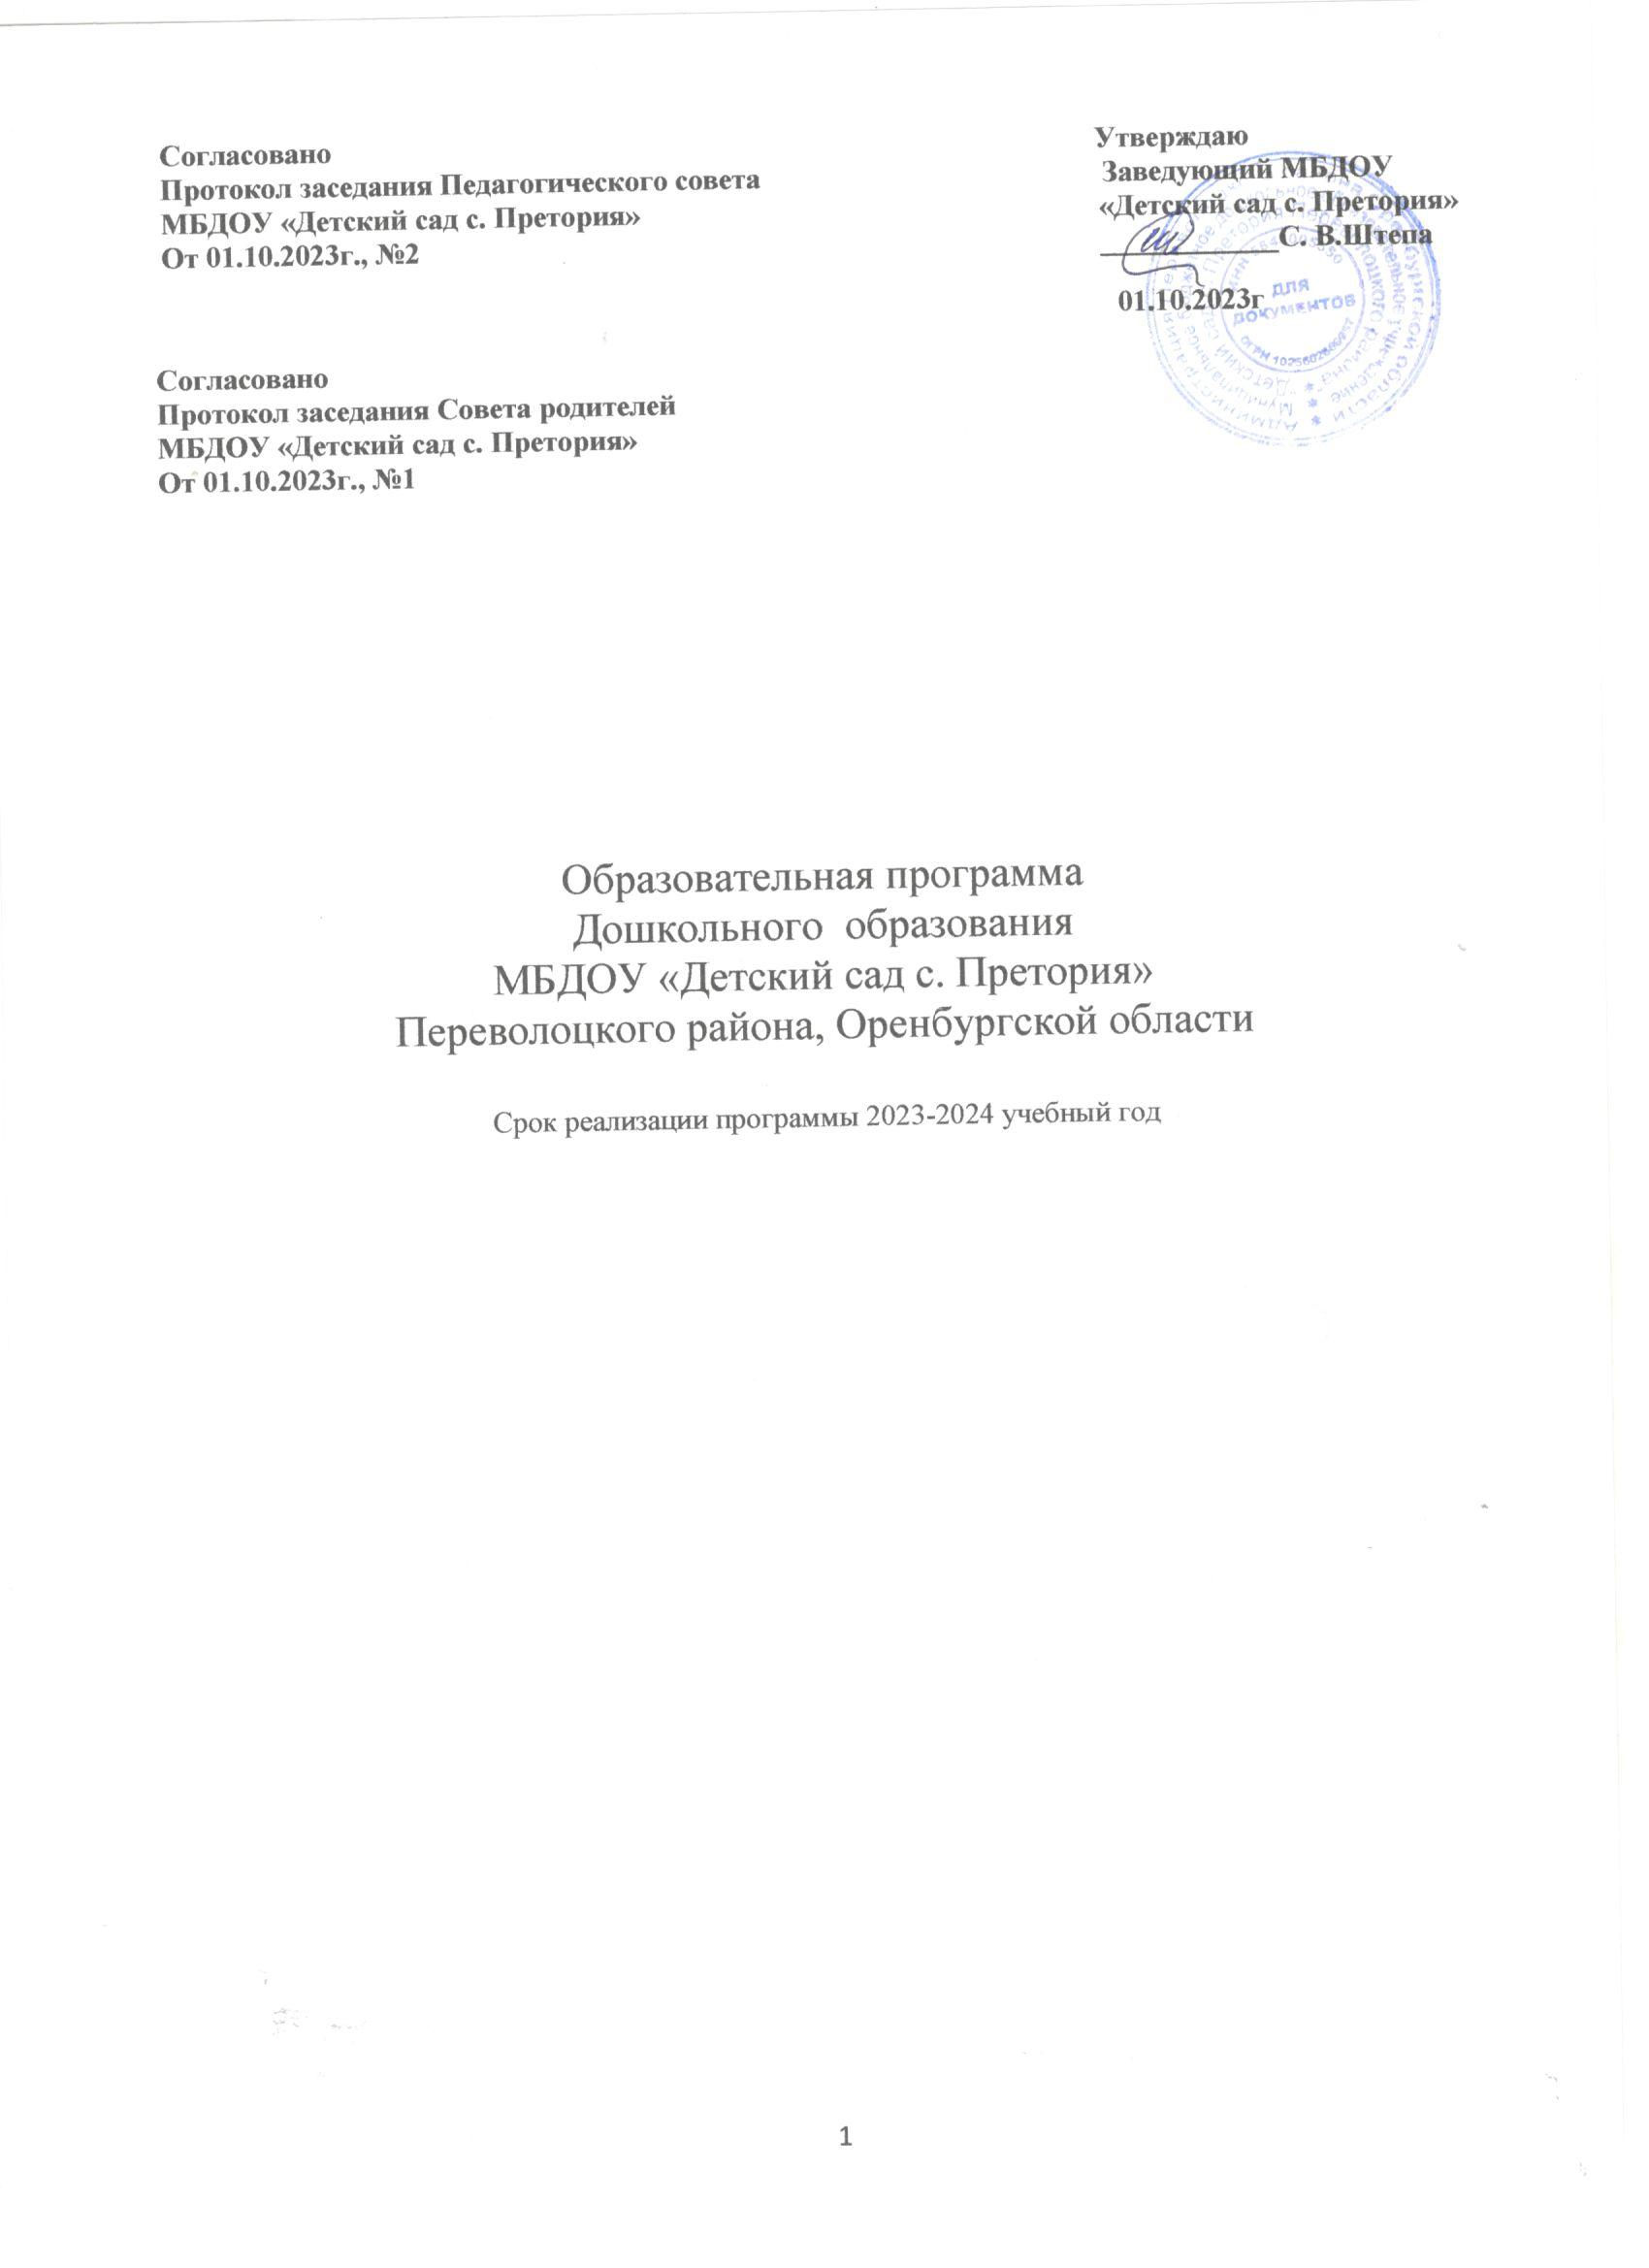 Согласовано
Протокол заседания Педагогического совета
МБДОУ «Детский сад с. Претория»
От 01.10.2023г., №2
Утверждаю
Заведующий МБДОУ
«Детский сад с. Претория»
____________С. В.Штепа
01.10.2023г
ДЛЯ
ДОКУМЕНТОВ
Согласовано
Протокол заседания Совета родителей
МБДОУ «Детский сад с. Претория»
От 01.10.2023г., №1
Образовательная программа
Дошкольного  образования
МБДОУ «Детский сад с. Претория»
Переволоцкого района, Оренбургской области
Срок реализации программы 2023-2024 учебный год
1